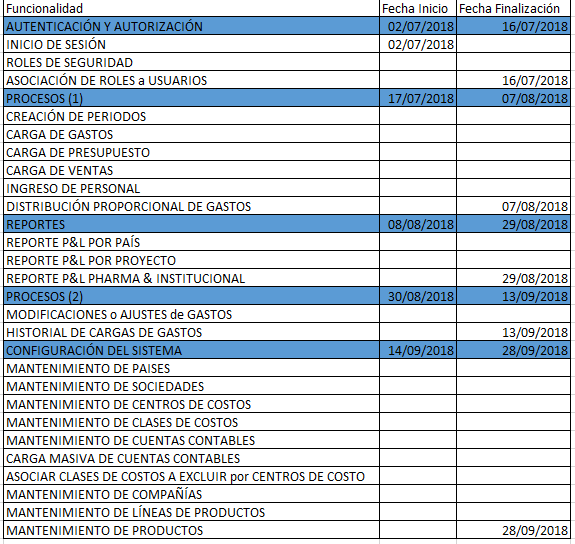 Funcionalidad Fecha Inicio Fecha Finalización
AUTENTICACIÓN Y AUTORIZACIÓN 02/07/2018 16/07/2018
INICIO DE SESIÓN 02/07/2018
ROLES DE SEGURIDAD
ASOCIACIÓN DE ROLES a USUARIOS 16/07/2018
PROCESOS (1) 17/07/2018 07/08/2018
CREACIÓN DE PERIODOS
CARGA DE GASTOS
CARGA DE PRESUPUESTO
CARGA DE VENTAS
INGRESO DE PERSONAL
DISTRIBUCIÓN PROPORCIONAL DE GASTOS 07/08/2018
REPORTES 08/08/2018 29/08/2018
REPORTE P&L POR PAÍS
REPORTE P&L POR PROYECTO
REPORTE P&L PHARMA & INSTITUCIONAL 29/08/2018
PROCESOS (2) 30/08/2018 13/09/2018
MODIFICACIONES o AJUSTES de GASTOS
HISTORIAL DE CARGAS DE GASTOS 13/09/2018
CONFIGURACIÓN DEL SISTEMA 14/09/2018 28/09/2018
MANTENIMIENTO DE PAISES
MANTENIMIENTO DE SOCIEDADES
MANTENIMIENTO DE CENTROS DE COSTOS
MANTENIMIENTO DE CLASES DE COSTOS
MANTENIMIENTO DE CUENTAS CONTABLES
CARGA MASIVA DE CUENTAS CONTABLES
ASOCIAR CLASES DE COSTOS A EXCLUIR por CENTROS DE COSTO
MANTENIMIENTO DE COMPAÑÍAS
MANTENIMIENTO DE LÍNEAS DE PRODUCTOS
MANTENIMIENTO DE PRODUCTOS 28/09/2018